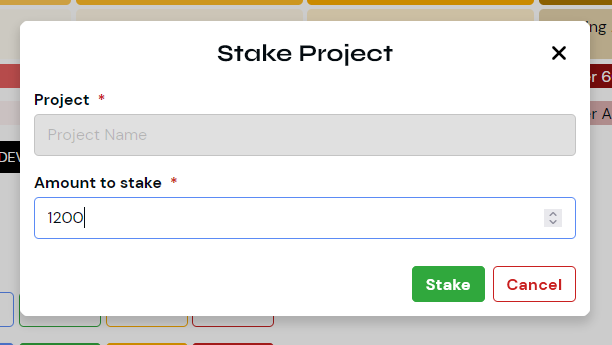 ng
Stake Project
r 6
Project *
r A
Project Name
DEV
Amount to stake *
1200
Stake
Cancel